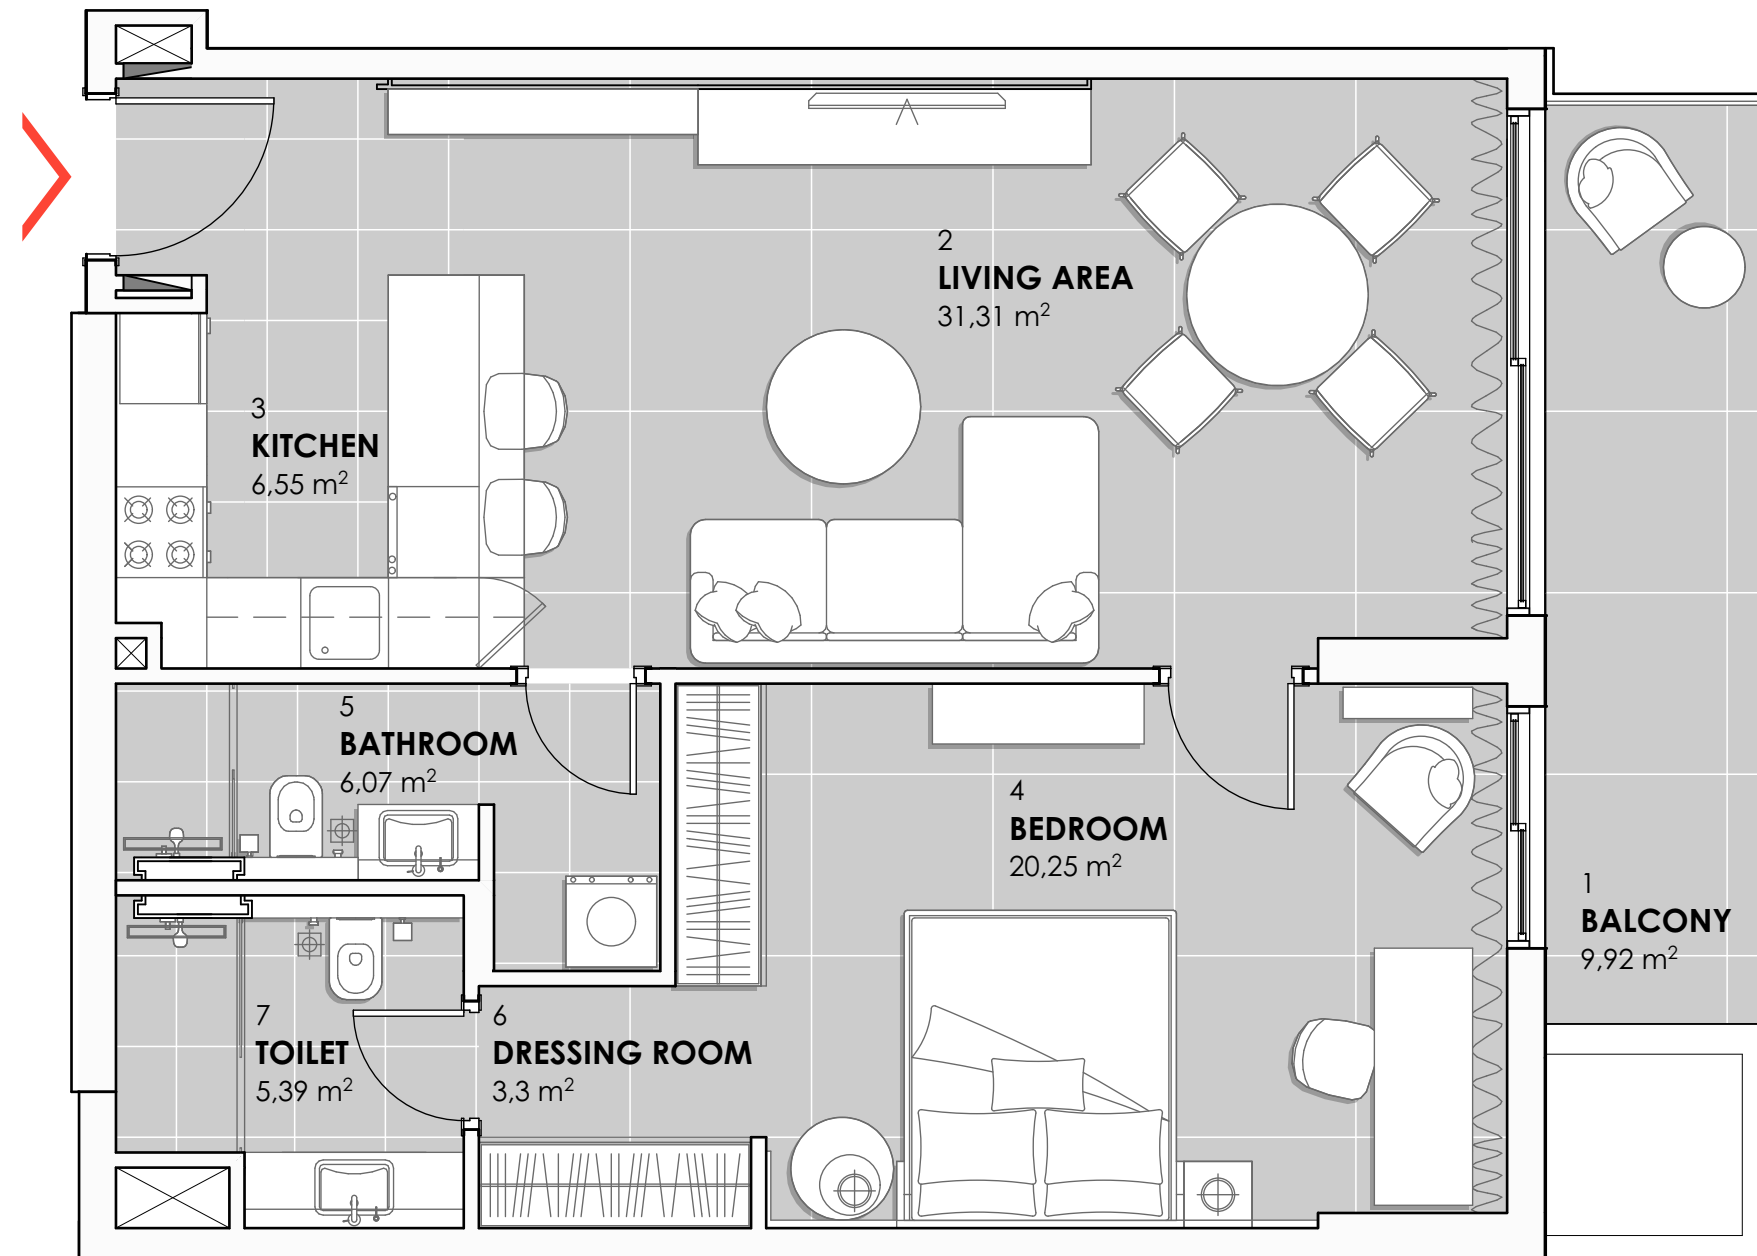 2
LIVING AREA
31,31 m²
3
KITCHEN
6,55 m²
5
BATHROOM
6,07 m²
4
BEDROOM
20,25 m²
1
BALCONY
9,92 m²
7
TOILET
5,39 m²
6
DRESSING ROOM
3,3 m²